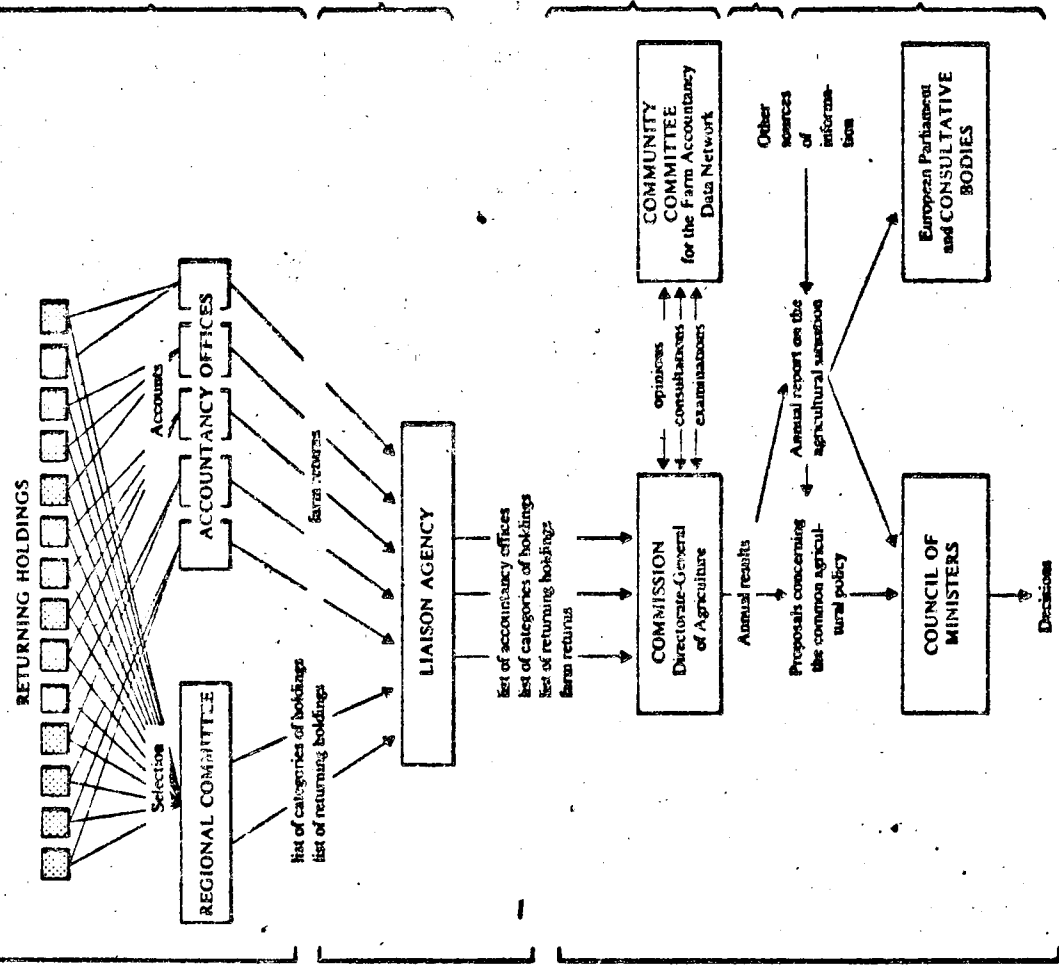 RETURNING HOLDINGS
Selection
Accounts
REGIONAL COMMITTEE
ACCOUNTANCY OFFICES
list of categories of holdings
list of returning holdings
farm returns
LIAISON AGENCY
list of accountancy offices
list of categories of holdings
list of returning holdings
farm returns
COMMISSION
Directorate-General
of Agriculture
opinions
consultations
examinations
COMMUNITY
COMMITTEE
for the Farm Accountancy
Data Network
Annual results
Proposals concerning
the common agricul-
tural policy
Annual report on the
agricultural situation
Other
sources
of
informa-
tion
COUNCIL OF
MINISTERS
European Parliament
and CONSULTATIVE
BODIES
Decisions